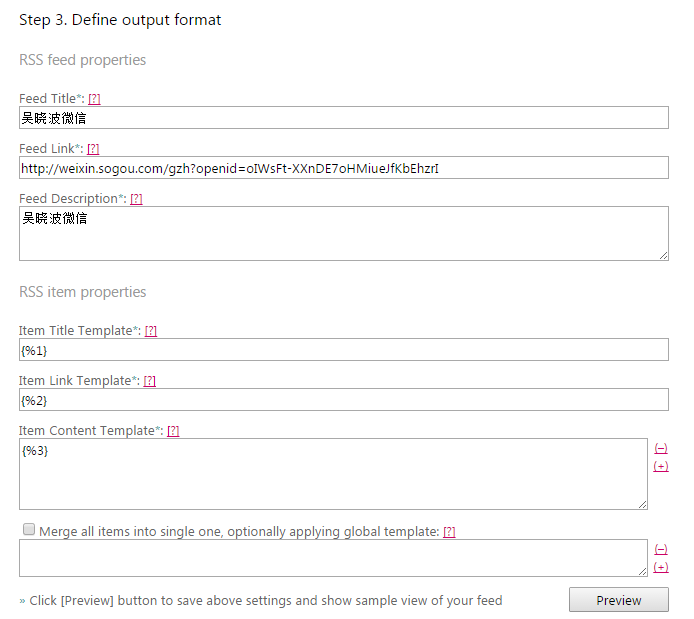 Step 3. Define output format
RSS feed properties
Feed Title*: [?]
吴晓波微信
Feed Link*: [?]
http://weixin.sogou.com/gzh?openid=oIWsFt-XXnDE7oHMiueJfKbEhzrI
Feed Description*: [?]
吴晓波微信
RSS item properties
Item Title Template*: [?]
{%1}
Item Link Template*: [?]
{%2}
Item Content Template*: [?]
{%3}
(−)
(+)
Merge all items into single one, optionally applying global template: [?]
(−)
(+)
» Click [Preview] button to save above settings and show sample view of your feed
Preview